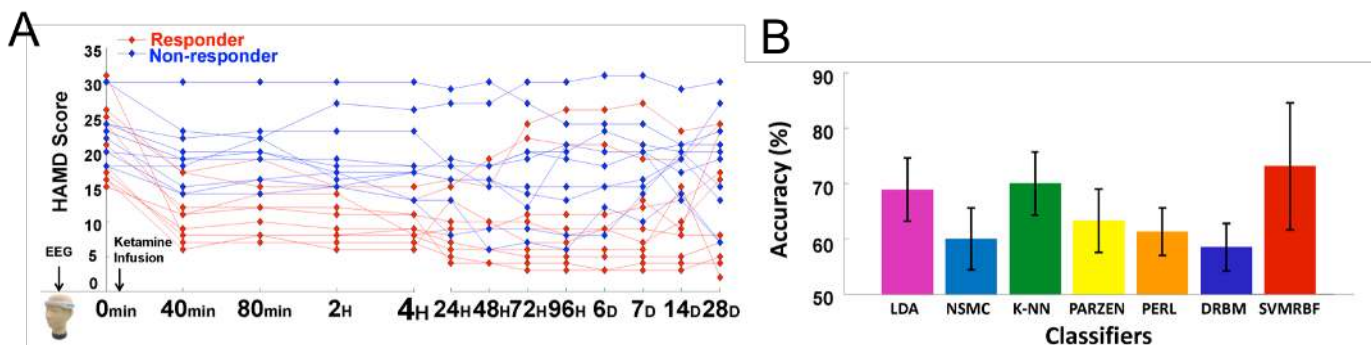 A
35
30
25
20
15
10
5
0
HAMD Score
Responder
Non-responder
EEG
Ketamine
Infusion
0min 40min 80min 2H 4H 24H 48H 72H 96H 6D 7D 14D 28D
B
90
80
70
60
50
Accuracy (%)
LDA NSMC K-NN PARZEN PERL DRBM SVMRBF
Classifiers